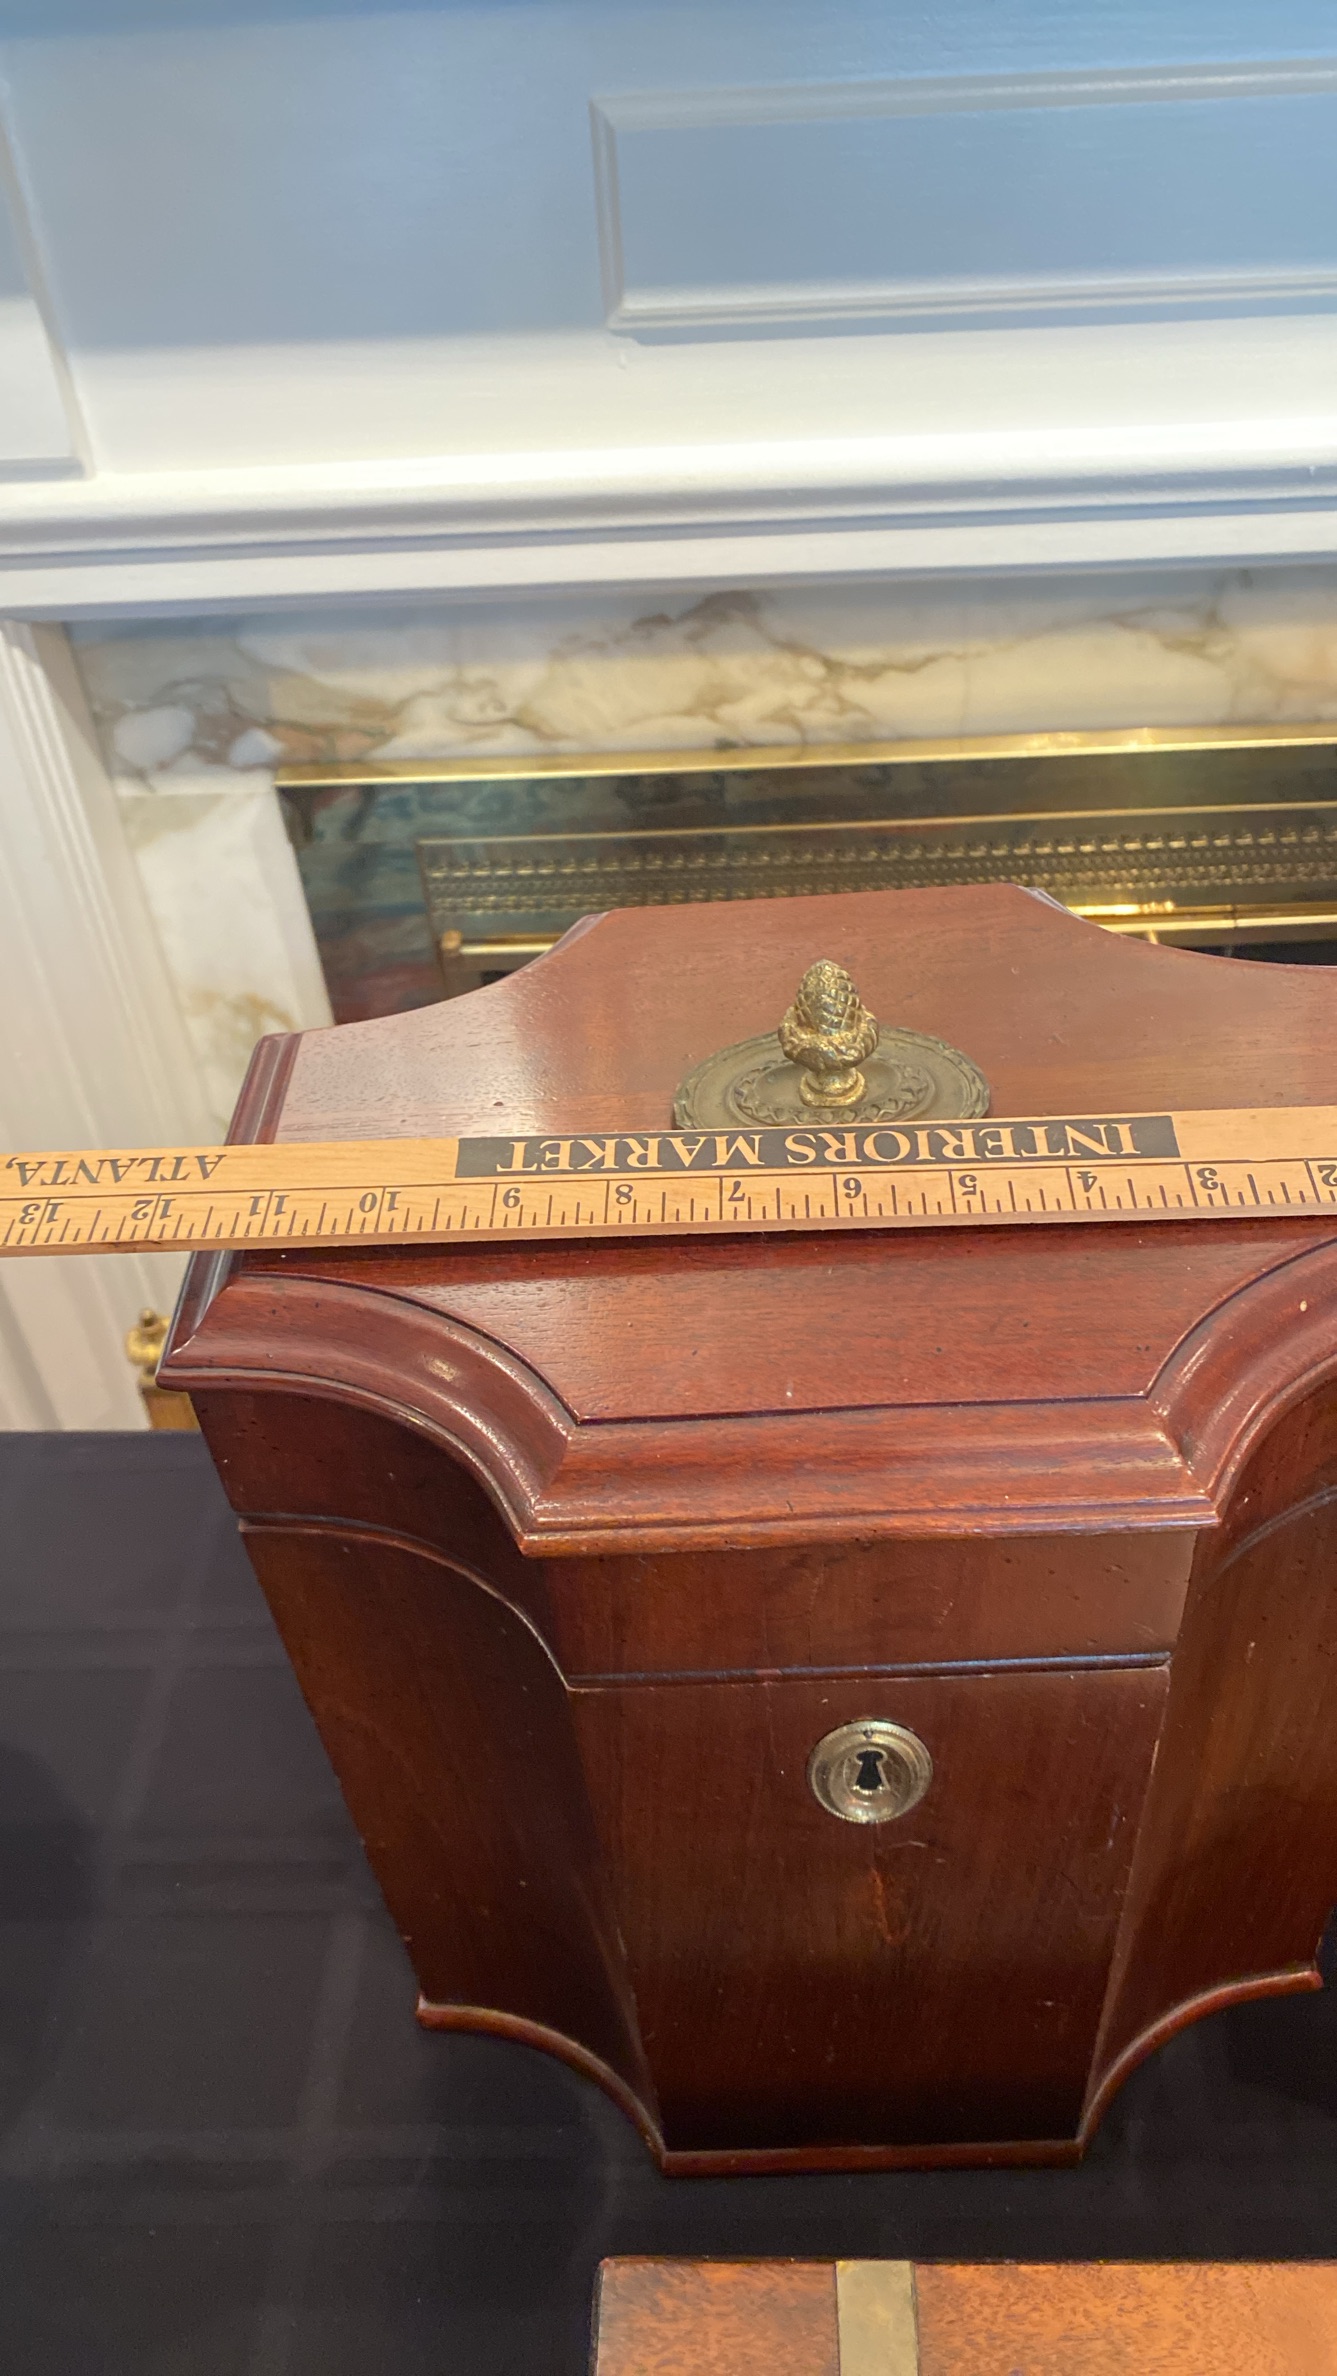 INTERIORS MARKET
ATLANTA,
2 3 4 5 6 7 8 9 10 11 12 13